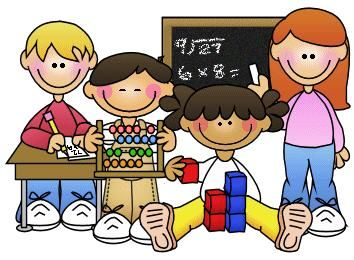 9)27
6 x 8 =